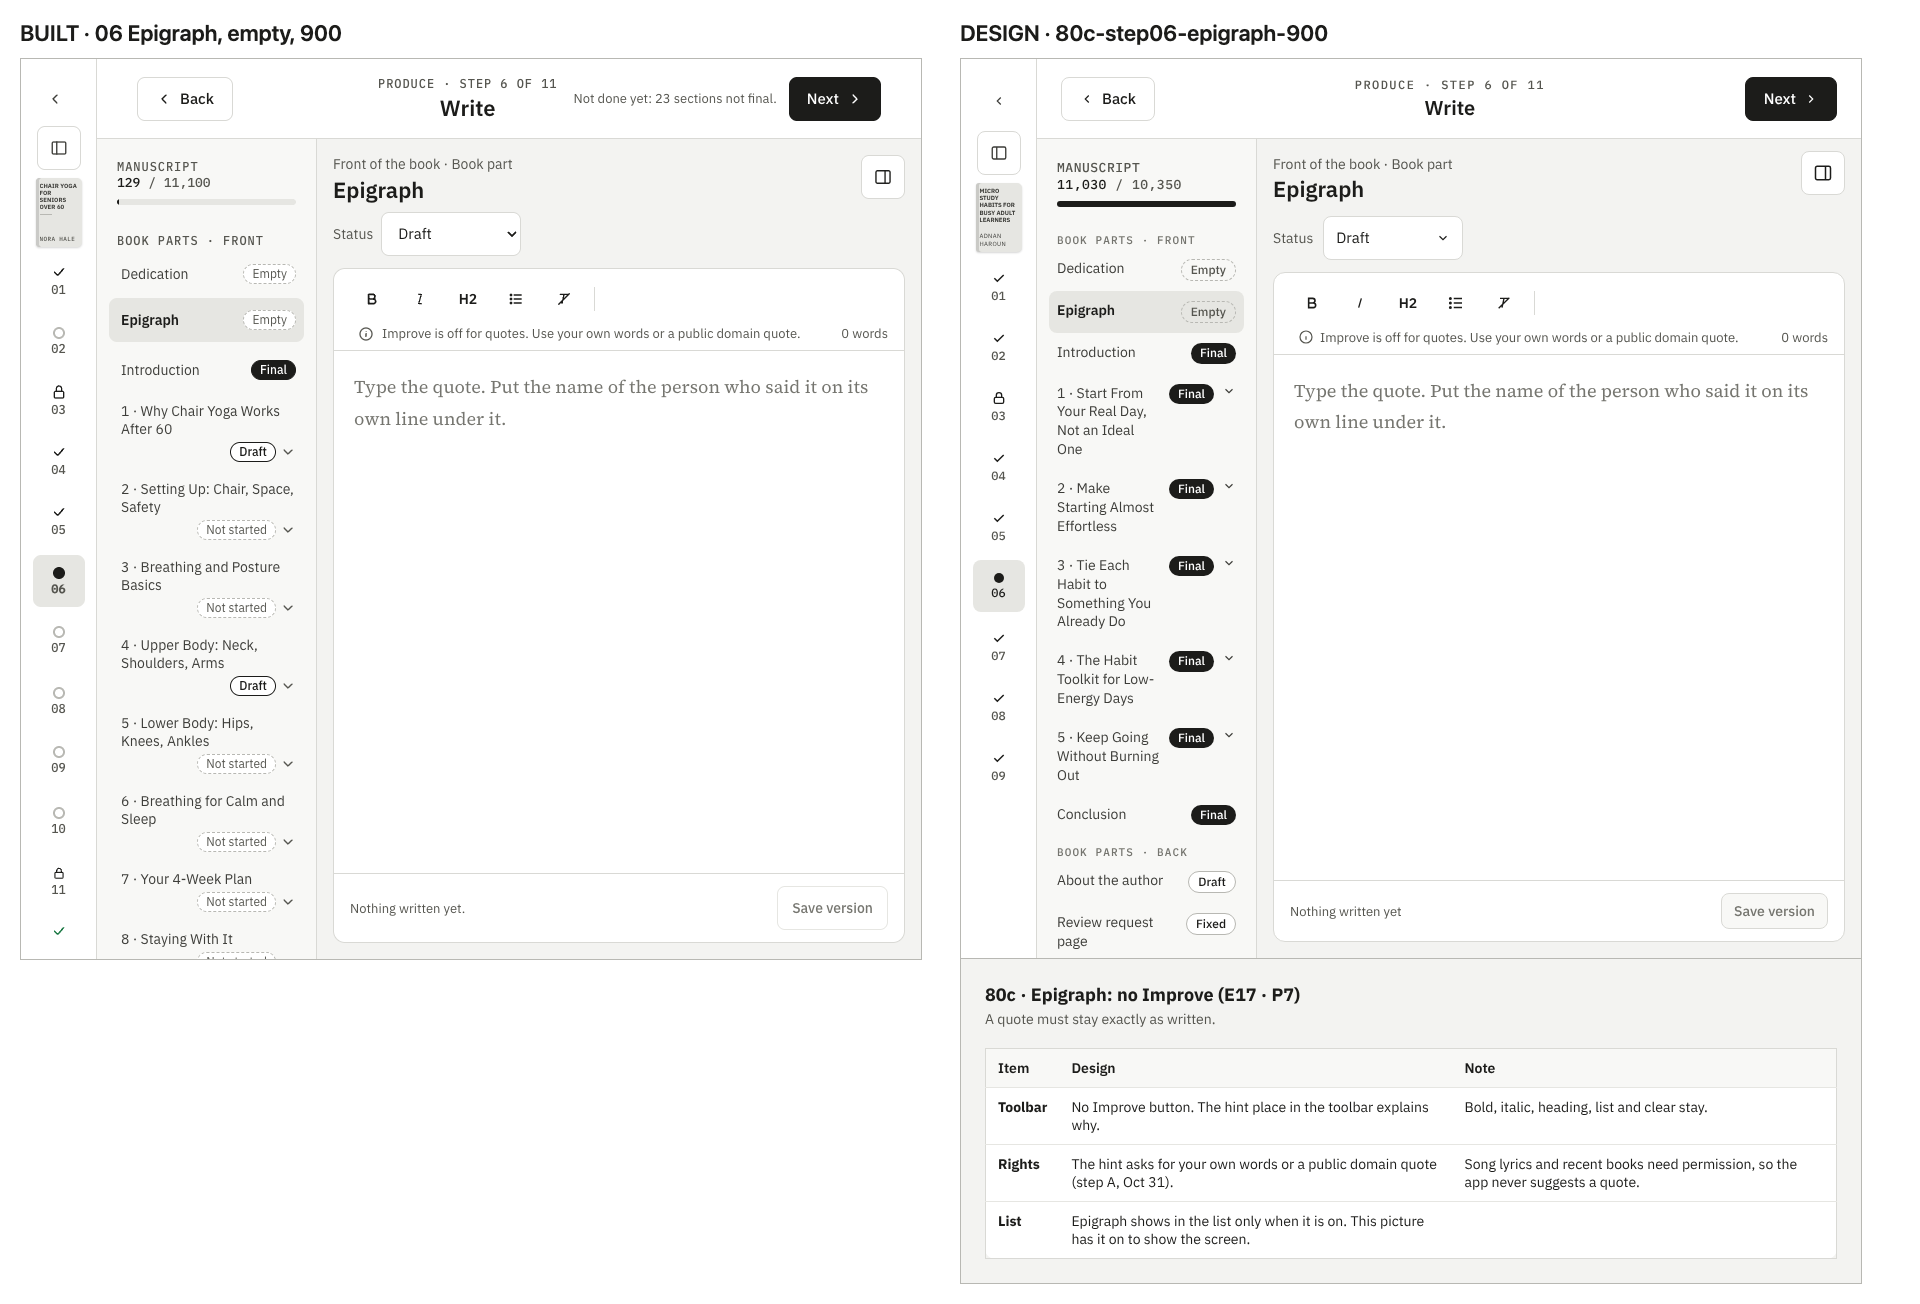 BUILT · 06 Epigraph, empty, 900
Back
PRODUCE · STEP 6 OF 11
Write
Not done yet: 23 sections not final.
Next
CHAIR YOGA
FOR
SENIORS
OVER 60
NORA HALE
01
02
03
04
05
06
07
08
09
10
11
MANUSCRIPT
129 / 11,100
BOOK PARTS · FRONT
Dedication Empty
Epigraph Empty
Introduction Final
1 · Why Chair Yoga Works
After 60
Draft
2 · Setting Up: Chair, Space,
Safety
Not started
3 · Breathing and Posture
Basics
Not started
4 · Upper Body: Neck,
Shoulders, Arms
Draft
5 · Lower Body: Hips,
Knees, Ankles
Not started
6 · Breathing for Calm and
Sleep
Not started
7 · Your 4-Week Plan
Not started
8 · Staying With It
Not started
Front of the book · Book part
Epigraph
Status Draft
B I H2 T
Improve is off for quotes. Use your own words or a public domain quote. 0 words
Type the quote. Put the name of the person who said it on its
own line under it.
Nothing written yet. Save version
DESIGN · 80c-step06-epigraph-900
Back
PRODUCE · STEP 6 OF 11
Write
Next
MICRO
STUDY
HABITS FOR
BUSY ADULT
LEARNERS
ADNAN
HAROUN
01
02
03
04
05
06
07
08
09
MANUSCRIPT
11,030 / 10,350
BOOK PARTS · FRONT
Dedication Empty
Epigraph Empty
Introduction Final
1 · Start From Final
Your Real Day,
Not an Ideal
One
2 · Make Final
Starting Almost
Effortless
3 · Tie Each Final
Habit to
Something You
Already Do
4 · The Habit Final
Toolkit for Low-
Energy Days
5 · Keep Going Final
Without Burning
Out
Conclusion Final
BOOK PARTS · BACK
About the author Draft
Review request Fixed
page
Front of the book · Book part
Epigraph
Status Draft
B I H2 T
Improve is off for quotes. Use your own words or a public domain quote. 0 words
Type the quote. Put the name of the person who said it on its
own line under it.
Nothing written yet Save version
80c · Epigraph: no Improve (E17 · P7)
A quote must stay exactly as written.
Item Design Note
Toolbar No Improve button. The hint place in the toolbar explains Bold, italic, heading, list and clear stay.
why.
Rights The hint asks for your own words or a public domain quote Song lyrics and recent books need permission, so the
(step A, Oct 31). app never suggests a quote.
List Epigraph shows in the list only when it is on. This picture
has it on to show the screen.